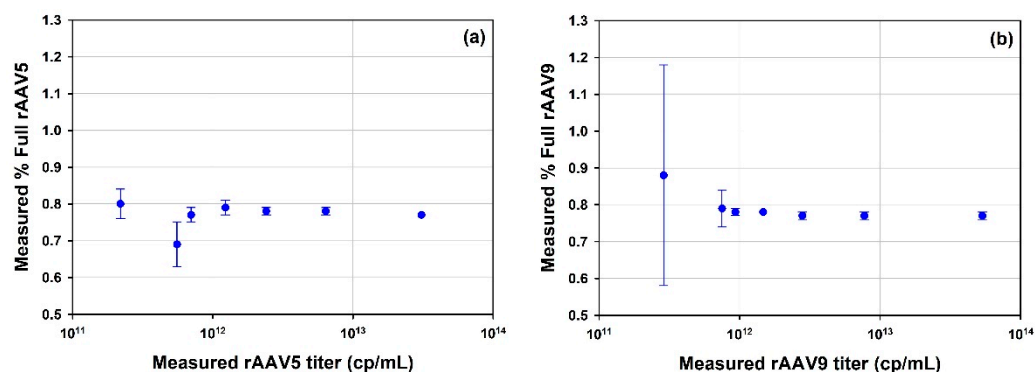 (a)
Measured % Full rAAV5
1.3
1.2
1.1
1.0
0.9
0.8
0.7
0.6
0.5
10¹¹ 10¹² 10¹³ 10¹⁴
Measured rAAV5 titer (cp/mL)
(b)
Measured % Full rAAV9
1.3
1.2
1.1
1.0
0.9
0.8
0.7
0.6
0.5
10¹¹ 10¹² 10¹³ 10¹⁴
Measured rAAV9 titer (cp/mL)